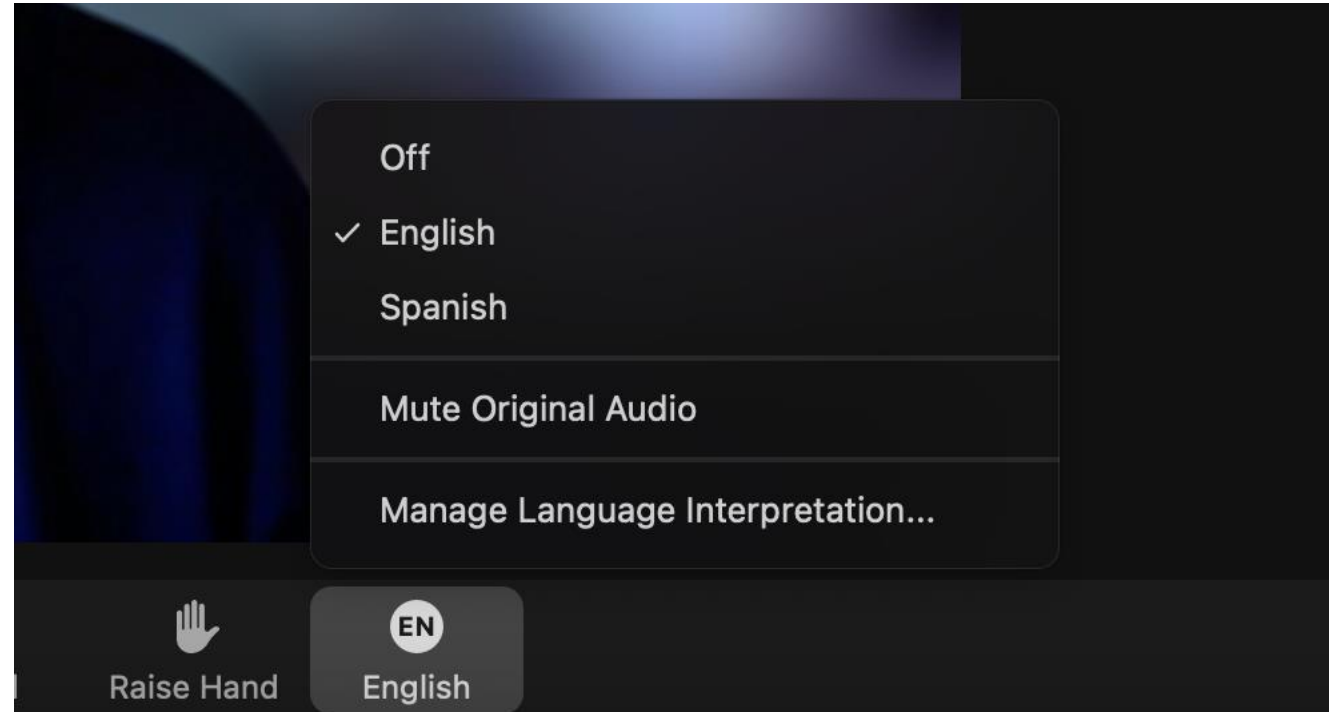 Off
English
Spanish
Mute Original Audio
Manage Language Interpretation...
EN
Raise Hand
English